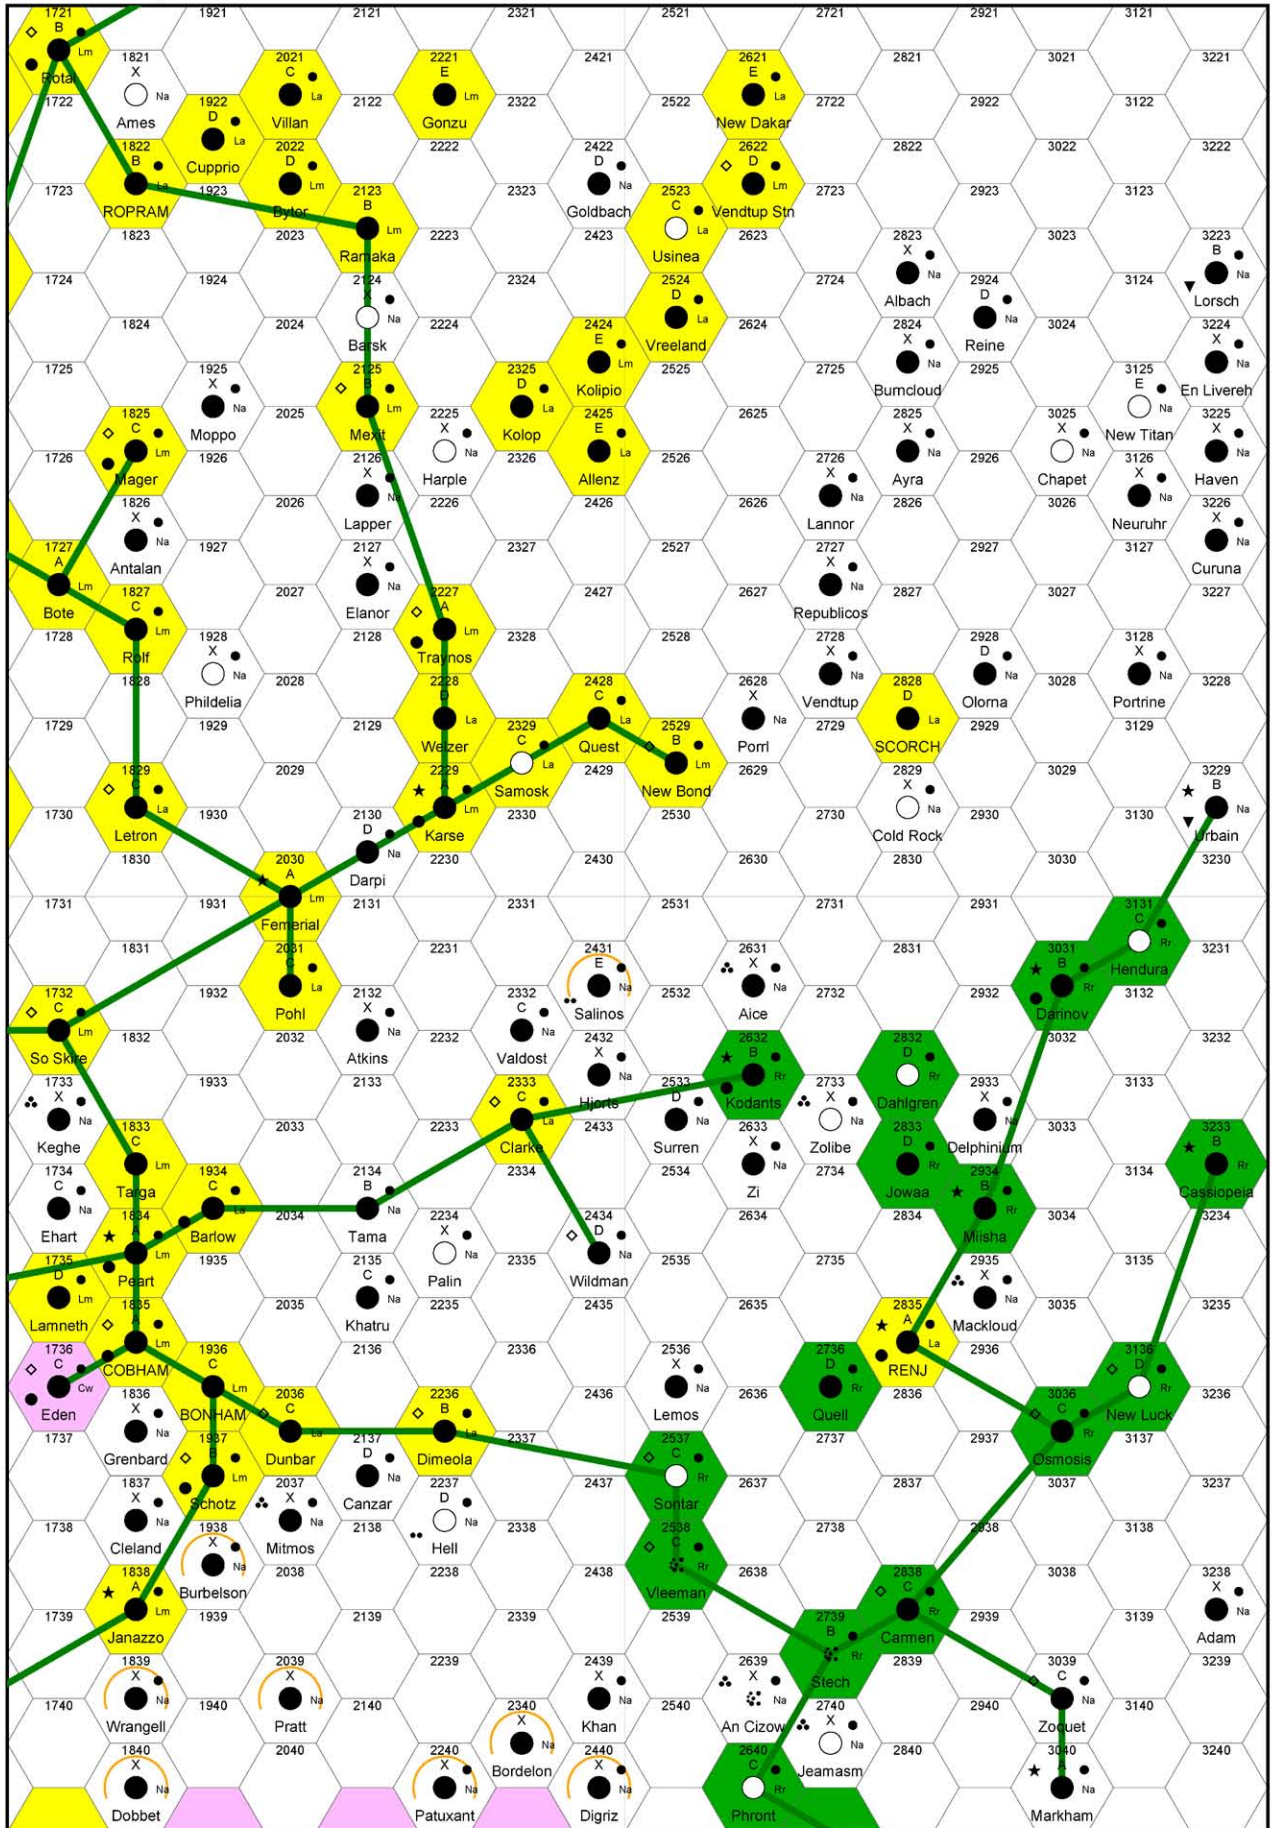 1721 1921 2121 2321 2521 2721 2921 3121
B
Lm
Rotal
1821 2021 2221 2421 2621 2821 3021 3221
X C E E
Na La Lm La
Ames Villan Gonzu New Dakar
1722 1922 2122 2322 2522 2722 2922 3122
D
La
Cupprio
1822 2022 2222 2422 2622 2822 3022 3222
B D D D
La Lm Na Lm
ROPRAM Bytor Goldbach Vendtup Stn
1723 1923 2123 2323 2523 2723 2923 3123
B C
Lm La
Ramaka Usinea
1823 2023 2223 2423 2623 2823 3023 3223
X B
Na Na
Albach Lorsch
1724 1924 2124 2324 2524 2724 2924 3124
X D D
Na La Na
Barsk Vreeland Reine
1824 2024 2224 2424 2624 2824 3024 3224
E X X
Lm Na Na
Kolipio Burncloud En Livereh
1725 1925 2125 2325 2525 2725 2925 3125
X B D E
Na Lm La Na
Moppo Mexit Kolop New Titan
1825 2025 2225 2425 2625 2825 3025 3225
C X E X X X
Lm Na La Na Na Na
Mager Harple Allenz Ayra Chapet Haven
1726 1926 2126 2326 2526 2726 2926 3126
X X X
Na Na Na
Lapper Lannor Neuruhr
1826 2026 2226 2426 2626 2826 3026 3226
X X
Na Na
Antalan Curuna
1727 1927 2127 2327 2527 2727 2927 3127
A X X
Lm Na Na
Bote Elanor Republicos
1827 2027 2227 2427 2627 2827 3027 3227
C A
Lm Lm
Rolf Traynos
1728 1928 2128 2328 2528 2728 2928 3128
X X D X
Na Na Na Na
Phildelia Vendtup Olorna Portrine
1828 2028 2228 2428 2628 2828 3028 3228
D C X D
La La Na La
Welzer Quest Porrl SCORCH
1729 1929 2129 2329 2529 2729 2929 3129
C B
La Lm
Samosk New Bond
1829 2029 2229 2429 2629 2829 3029 3229
C A X B
La Lm Na Na
Letron Karse Cold Rock Urbain
1730 1930 2130 2330 2530 2730 2930 3130
D
Na
Darpi
1830 2030 2230 2430 2630 2830 3030 3230
A
Lm
Femerial
1731 1931 2131 2331 2531 2731 2931 3131
C
Rr
Hendura
1831 2031 2231 2431 2631 2831 3031 3231
C E X B
La Na Na Rr
Pohl Salinos Aice Darinov
1732 1932 2132 2332 2532 2732 2932 3132
C X C
Lm Na Na
So Skire Atkins Valdost
1832 2032 2232 2432 2632 2832 3032 3232
X B D
Na Rr Rr
Hjorts Kodants Dahlgren
1733 1933 2133 2333 2533 2733 2933 3133
X C D X X
Na La Na Na Na
Keghe Clarke Surren Zolibe Delphinium
1833 2033 2233 2433 2633 2833 3033 3233
C X D B
Lm Na Rr Rr
Targa Zi Jowaa Cassiopeia
1734 1934 2134 2334 2534 2734 2934 3134
C C B B
Na La Na Rr
Ehart Barlow Tama Miisha
1834 2034 2234 2434 2634 2834 3034 3234
A X D
Lm Na Na
Peart Palin Wildman
1735 1935 2135 2335 2535 2735 2935 3135
D C X
Lm Na Na
Lamneth Khatru Mackloud
1835 2035 2235 2435 2635 2835 3035 3235
A A
Lm La
COBHAM RENJ
1736 1936 2136 2336 2536 2736 2936 3136
C C X D D
Cw Lm Na Rr Rr
Eden BONHAM Lemos Quell New Luck
1836 2036 2236 2436 2836 3036 3236
X C B C
Na La La Rr
Grenbard Dunbar Dimeola Osmosis
1737 1937 2137 2337 2537 2737 2937 3137
B D C
Lm Na Rr
Schotz Canzar Sontar
1837 2037 2237 2437 2637 2837 3037 3237
X X D
Na Na Na
Cleland Mitmos Hell
1738 1938 2138 2338 2538 2738 2938 3138
X C
Na Rr
Burbelson Vleeman
1838 2038 2238 2438 2838 3038 3238
A C X
Lm Rr Na
Janazzo Carmen Adam
1739 1939 2139 2339 2539 2739 2939 3139
B
Rr
Stech
1839 2039 2239 2439 2639 2839 3039 3239
X X X X C
Na Na Na Na Na
Wrangell Pratt Khan An Cizow Zoquet
1740 1940 2140 2340 2540 2740 2940 3140
X X
Na Na
Bordelon Jeamasm
1840 2040 2240 2440 2640 2840 3040 3240
X X X C A
Na Na Na Rr Na
Dobbet Patuxant Digriz Phront Markham